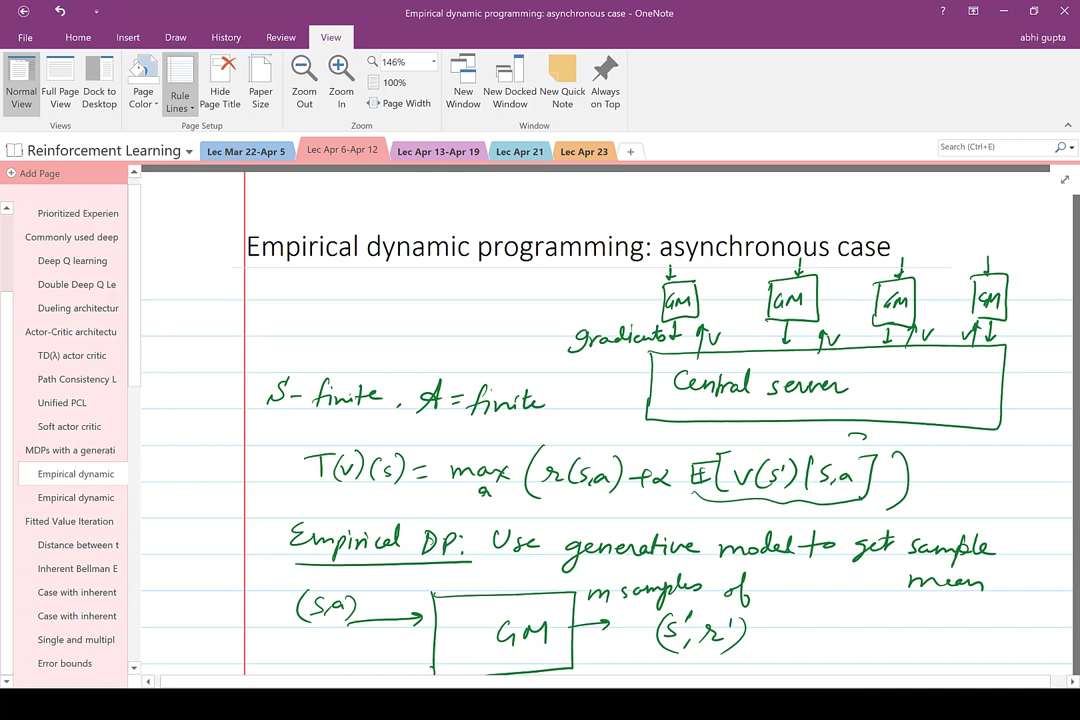 Empirical dynamic programming: asynchronous case - OneNote
?
File Home Insert Draw History Review View
abhi gupta
Normal View
Full Page View
Dock to Desktop
Page Color
Rule Lines
Hide Page Title
Paper Size
Zoom Out
Zoom In
146%
100%
Page Width
New Window
New Docked Window
New Quick Note
Always on Top
Views
Page Setup
Zoom
Window
Reinforcement Learning
Lec Mar 22-Apr 5
Lec Apr 6-Apr 12
Lec Apr 13-Apr 19
Lec Apr 21
Lec Apr 23
+
Search (Ctrl+E)
Add Page
Prioritized Experien
Commonly used deep
Deep Q learning
Double Deep Q Le
Dueling architectur
Actor-Critic architectu
TD(λ) actor critic
Path Consistency L
Unified PCL
Soft actor critic
MDPs with a generati
Empirical dynamic
Empirical dynamic
Fitted Value Iteration
Distance between t
Inherent Bellman E
Case with inherent
Case with inherent
Single and multipl
Error bounds
Empirical dynamic programming: asynchronous case
GM GM GM GM
gradients v v v v
Central server
S - finite, A = finite
T(v)(s) = max_a (r(s,a) + α E[v(s')|s,a])
Empirical DP: Use generative model to get sample
mean
(s,a) GM m samples of
(s', r')